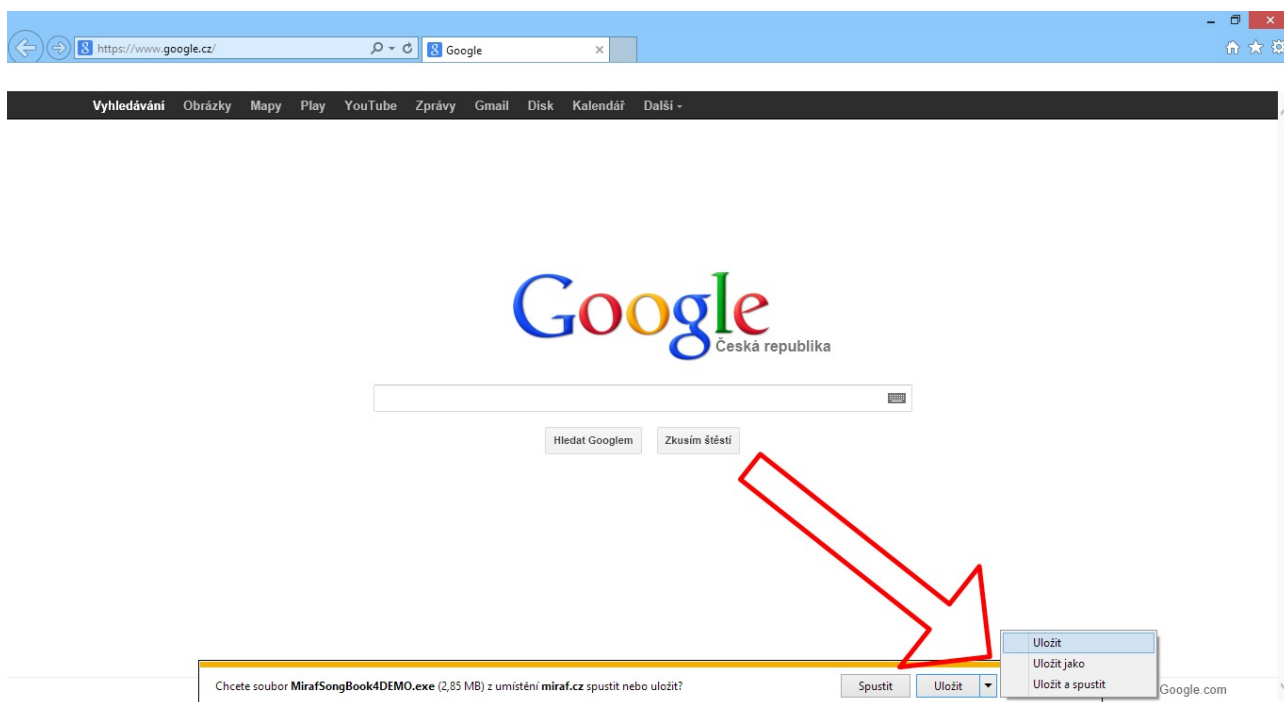 https://www.google.cz/
Google
Vyhledávání Obrázky Mapy Play YouTube Zprávy Gmail Disk Kalendář Další
Google
Česká republika
Hledat Googlem Zkusím štěstí
Uložit
Uložit jako
Uložit a spustit
Chcete soubor MirafSongBook4DEMO.exe (2,85 MB) z umístění miraf.cz spustit nebo uložit? Spustit Uložit
Google.com